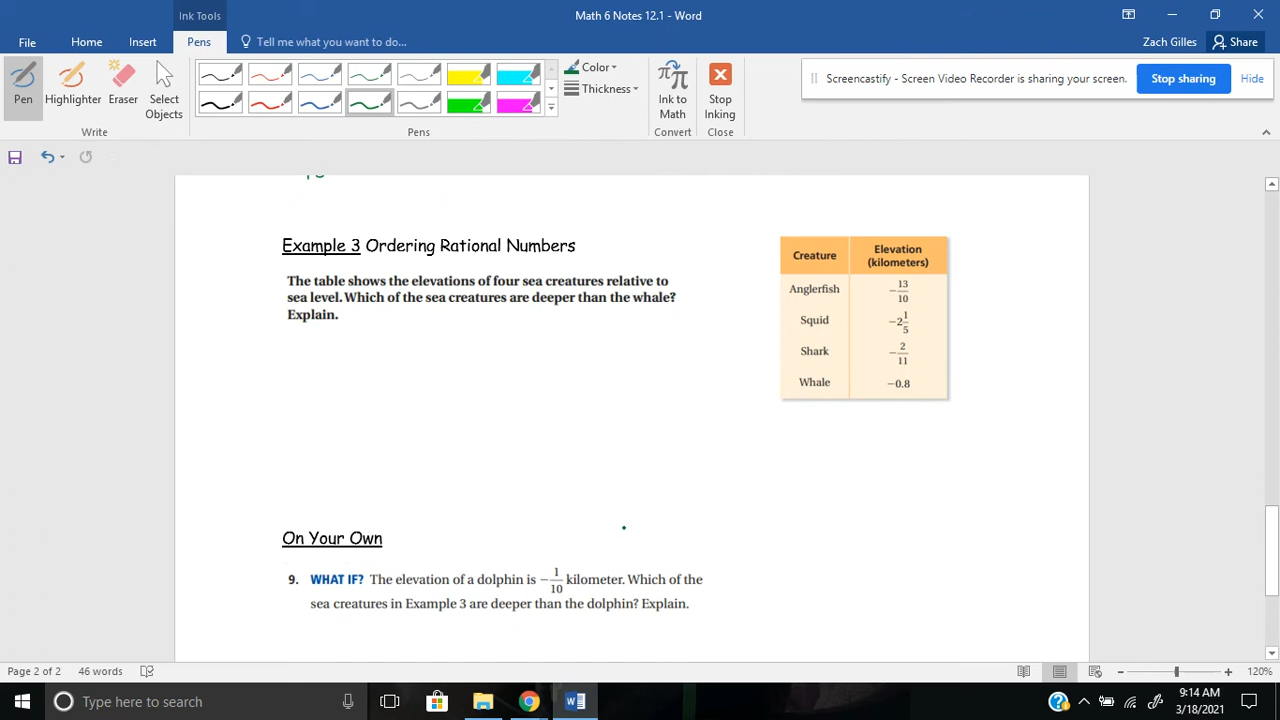 Ink Tools
Math 6 Notes 12.1 - Word
File Home Insert Pens Tell me what you want to do... Zach Gilles Share
Pen Highlighter Eraser Select Objects
Write
Pens
Color
Thickness
Ink to Math
Convert
Stop Inking
Close
Screencastify - Screen Video Recorder is sharing your screen. Stop sharing Hide
Example 3 Ordering Rational Numbers
The table shows the elevations of four sea creatures relative to
sea level. Which of the sea creatures are deeper than the whale?
Explain.
Creature Elevation (kilometers)
Anglerfish −13/10
Squid −2 1/5
Shark −2/11
Whale −0.8
On Your Own
9. WHAT IF? The elevation of a dolphin is −1/10 kilometer. Which of the
sea creatures in Example 3 are deeper than the dolphin? Explain.
Page 2 of 2 46 words 120%
Type here to search
9:14 AM
3/18/2021